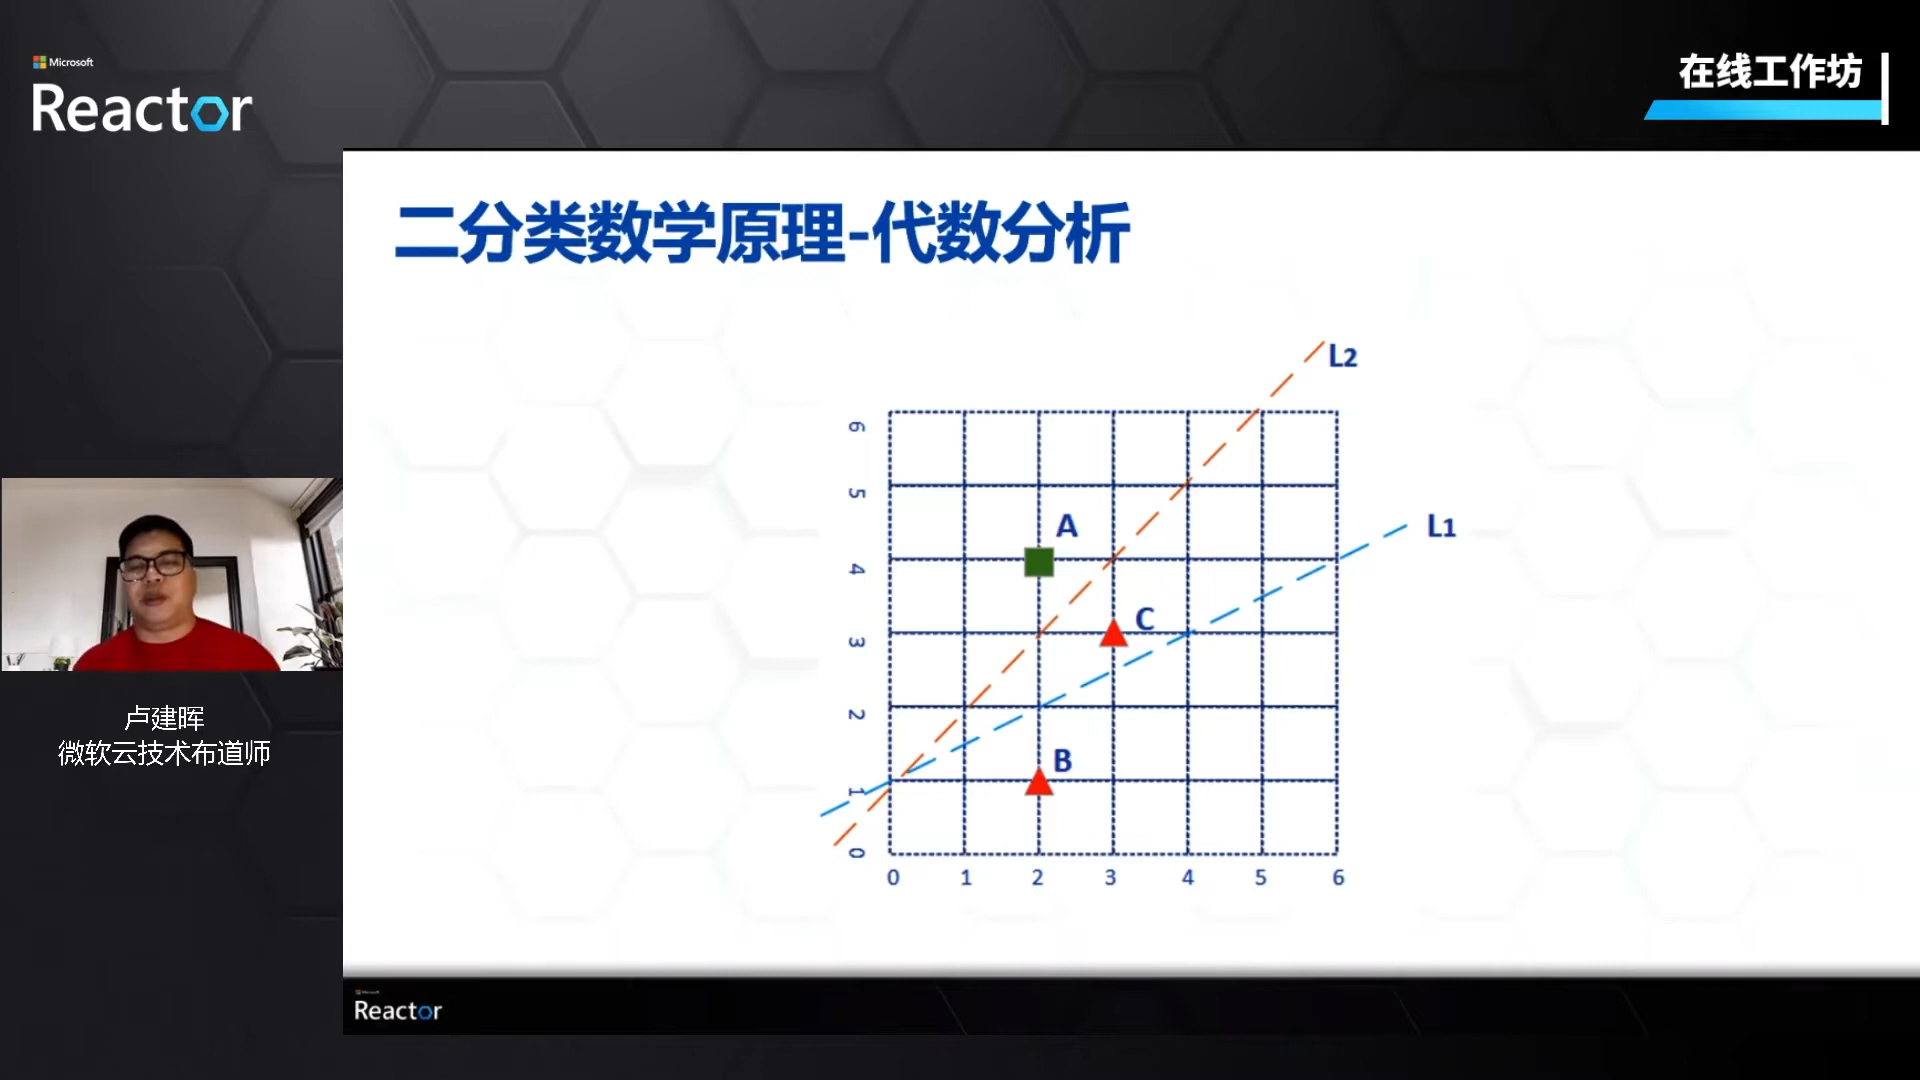 Microsoft
Reactor
在线工作坊
二分类数学原理-代数分析
L2
6
5
A
L1
4
C
3
2
B
1
0
0 1 2 3 4 5 6
卢建晖
微软云技术布道师
Microsoft
Reactor